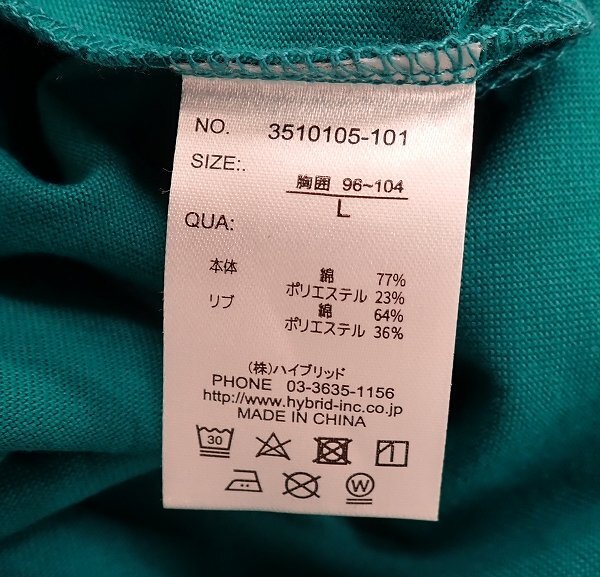 NO. 3510105-101
SIZE:.
胸囲 96~104
L
QUA:
本体 綿 77%
ポリエステル 23%
リブ 綿 64%
ポリエステル 36%
(株)ハイブリッド
PHONE 03-3635-1156
http://www.hybrid-inc.co.jp
MADE IN CHINA
30
W